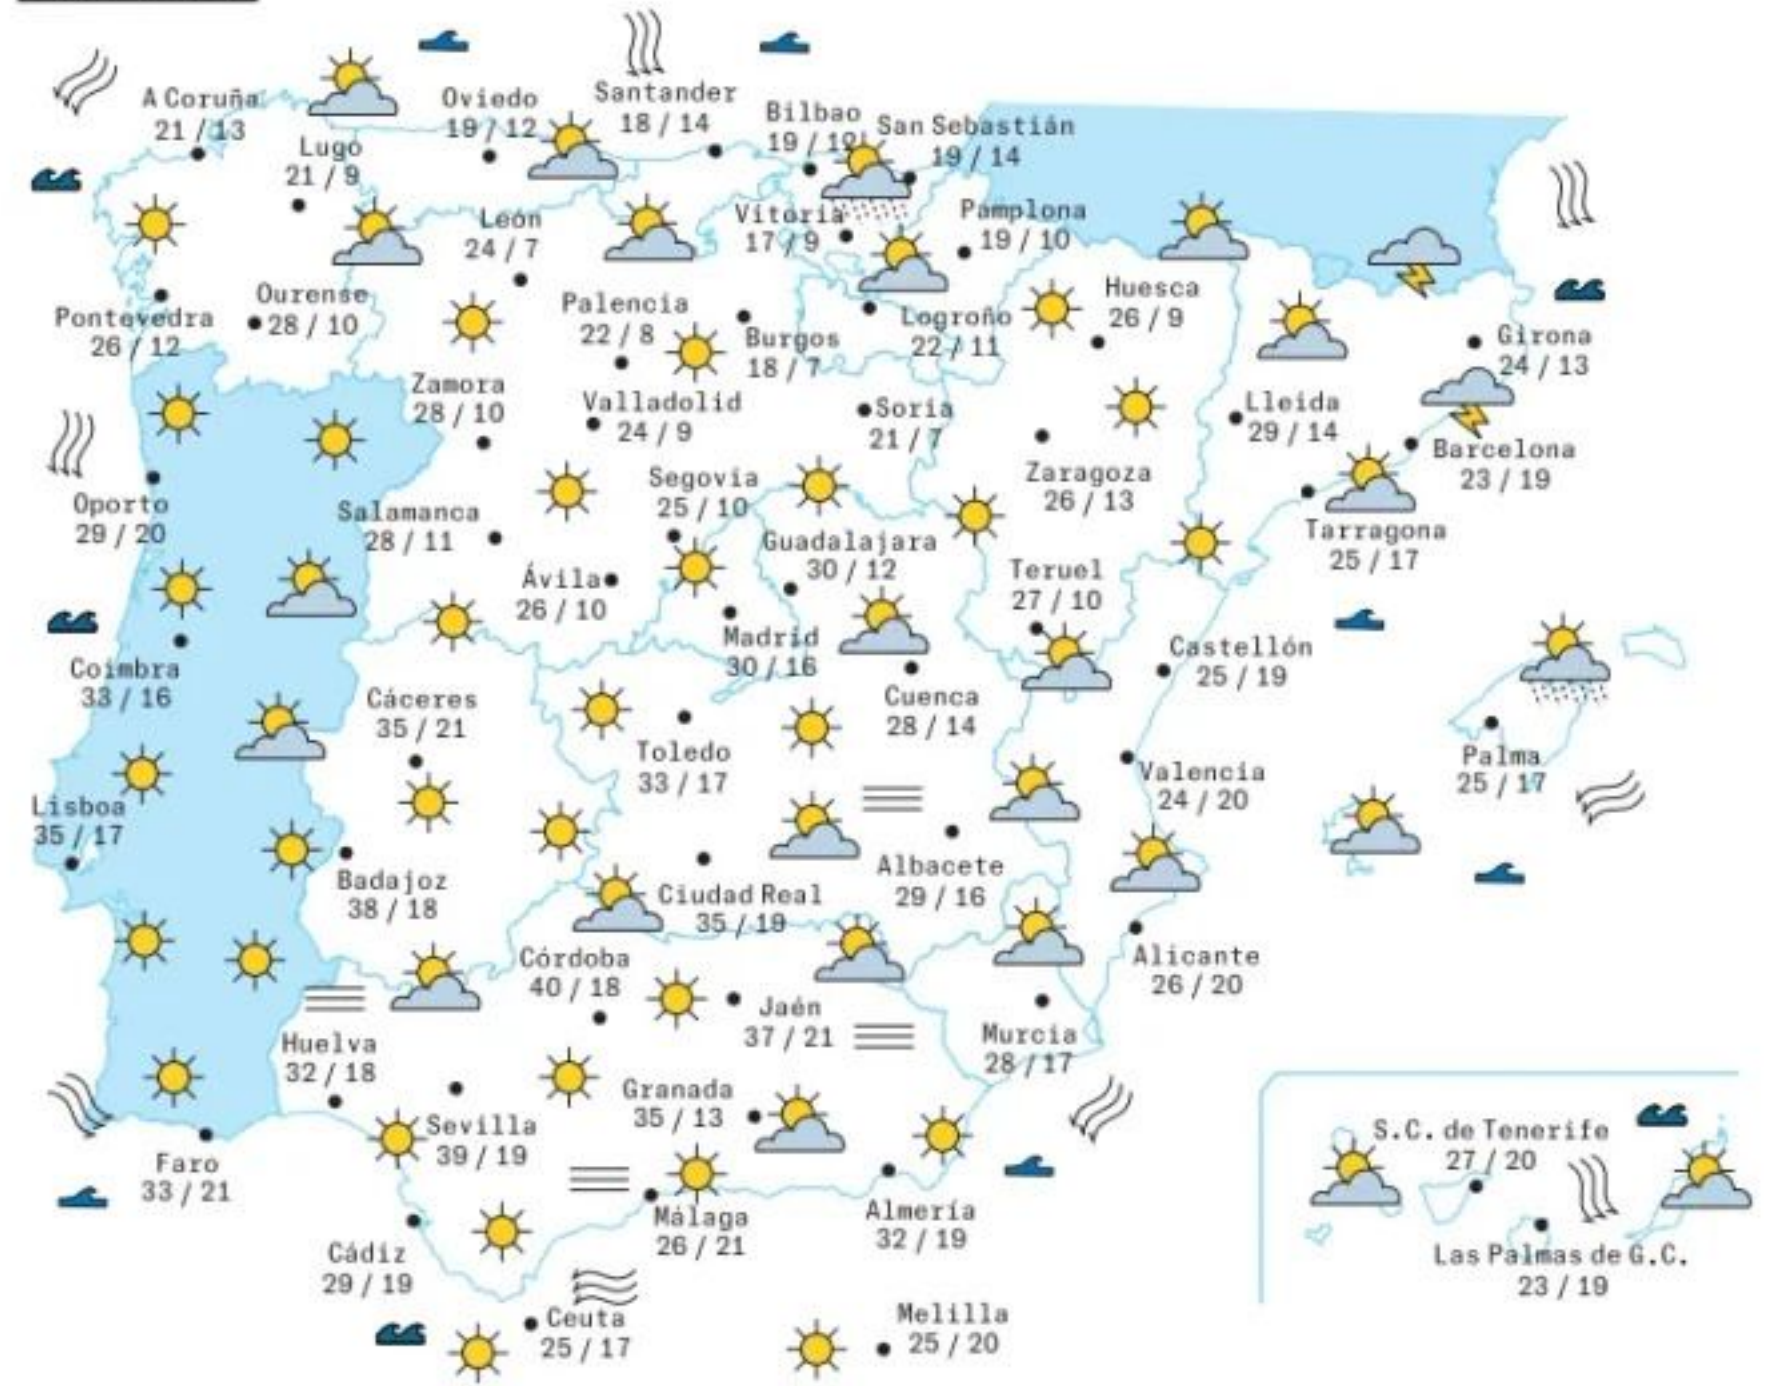 A Coruña
21 / 13
Lugo
21 / 9
Oviedo
19 / 12
Santander
18 / 14
Bilbao
19 /
San Sebastián
19 / 14
Vitoria
17 / 9
Pamplona
19 / 10
León
24 / 7
Pontevedra
26 / 12
Ourense
28 / 10
Palencia
22 / 8
Burgos
18 / 7
Logroño
22 / 11
Huesca
26 / 9
Girona
24 / 13
Zamora
28 / 10
Valladolid
24 / 9
Soria
21 / 7
Lleida
29 / 14
Barcelona
23 / 19
Zaragoza
26 / 13
Tarragona
25 / 17
Oporto
29 / 20
Salamanca
28 / 11
Segovia
25 / 10
Guadalajara
30 / 12
Ávila
26 / 10
Teruel
27 / 10
Madrid
30 / 16
Coimbra
33 / 16
Cáceres
35 / 21
Cuenca
28 / 14
Castellón
25 / 19
Toledo
33 / 17
Valencia
24 / 20
Palma
25 / 17
Lisboa
35 / 17
Badajoz
38 / 18
Ciudad Real
35 / 19
Albacete
29 / 16
Córdoba
40 / 18
Alicante
26 / 20
Jaén
37 / 21
Murcia
28 / 17
Huelva
32 / 18
Sevilla
39 / 19
Granada
35 / 13
Faro
33 / 21
Málaga
26 / 21
Almería
32 / 19
Cádiz
29 / 19
Ceuta
25 / 17
Melilla
25 / 20
S.C. de Tenerife
27 / 20
Las Palmas de G.C.
23 / 19